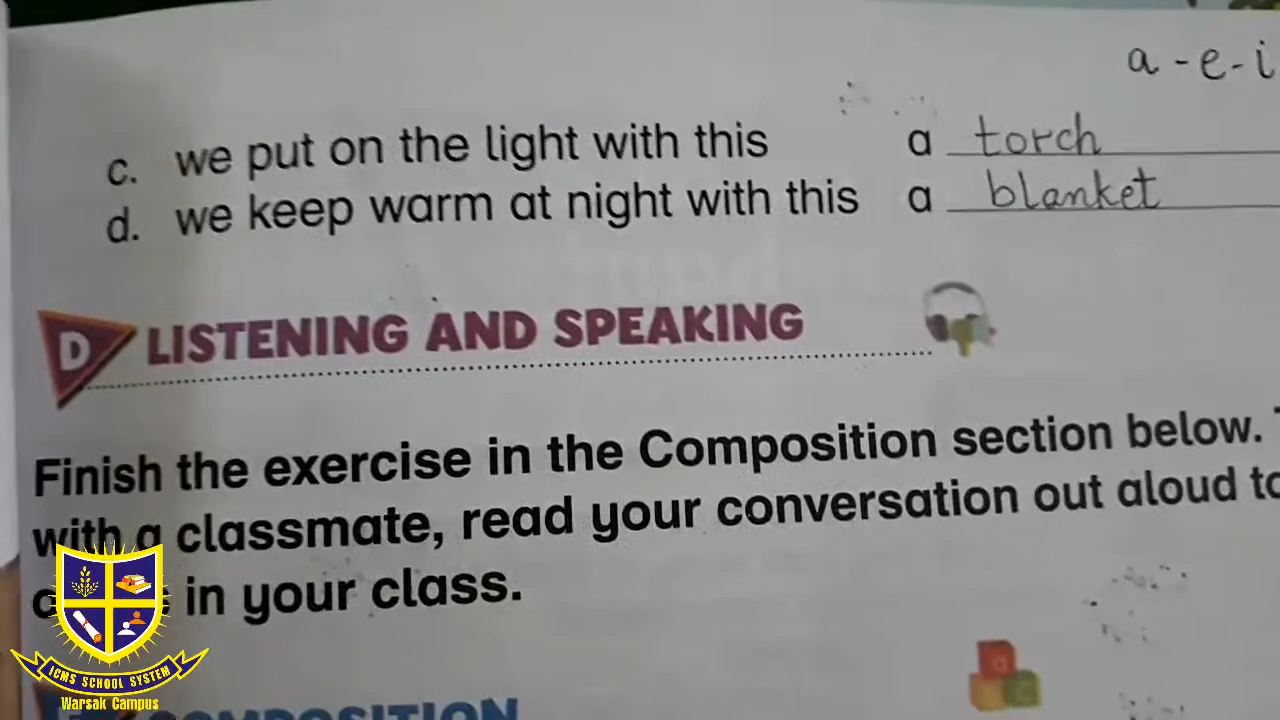 a - e - i
c. we put on the light with this a torch
d. we keep warm at night with this a blanket
D LISTENING AND SPEAKING
Finish the exercise in the Composition section below.
with a classmate, read your conversation out aloud to
in your class.
COMPOSITION
ICMS SCHOOL SYSTEM
Warsak Campus